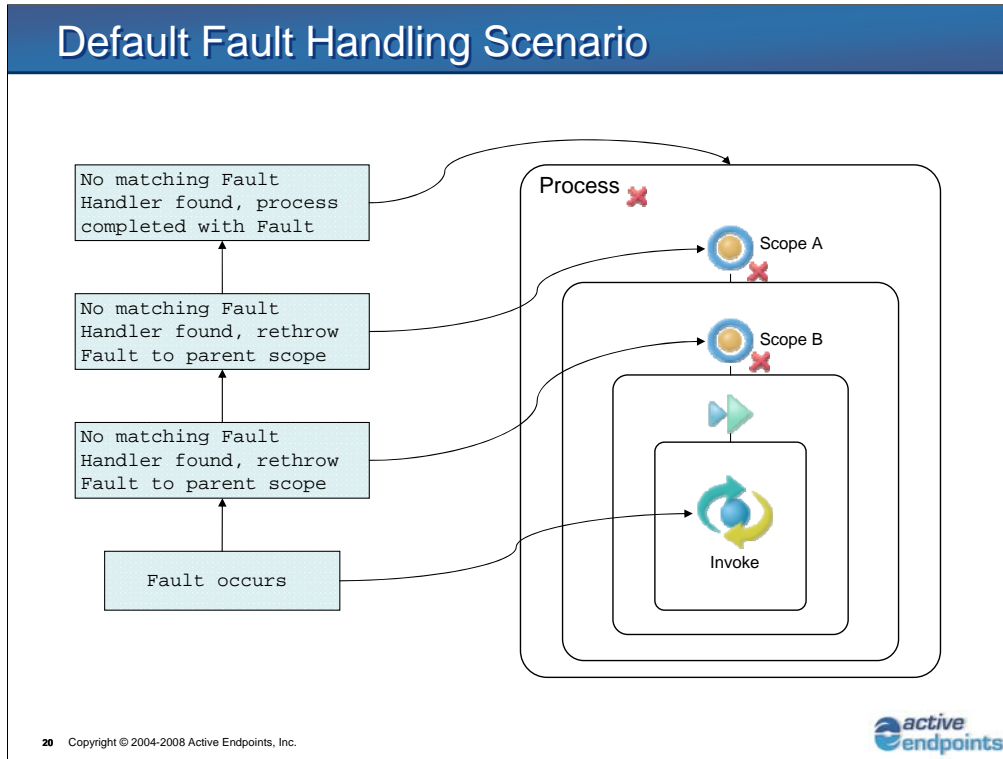 Default Fault Handling Scenario
No matching Fault
Handler found, process
completed with Fault
No matching Fault
Handler found, rethrow
Fault to parent scope
No matching Fault
Handler found, rethrow
Fault to parent scope
Fault occurs
Process
Scope A
Scope B
Invoke
20 Copyright © 2004-2008 Active Endpoints, Inc.
active
endpoints